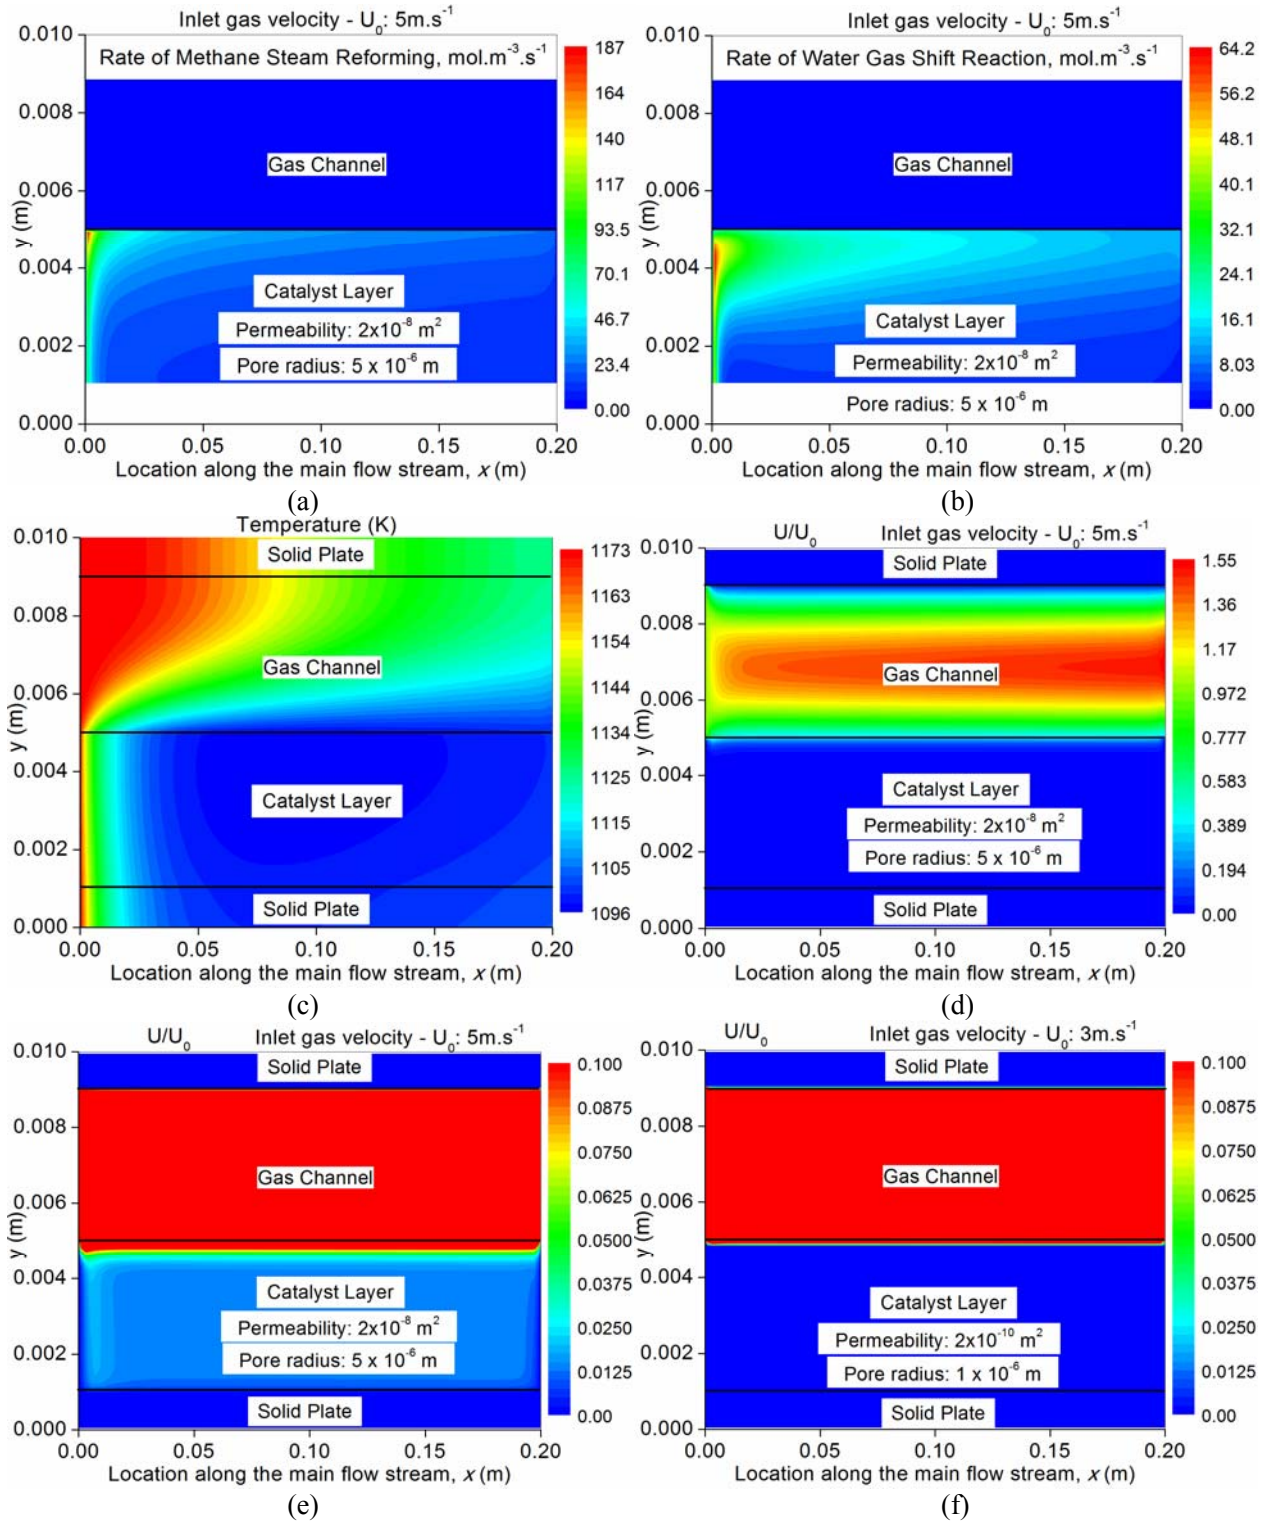 Inlet gas velocity - U0: 5m.s-1
Rate of Methane Steam Reforming, mol.m-3.s-1
Gas Channel
Catalyst Layer
Permeability: 2x10-8 m2
Pore radius: 5 x 10-6 m
0.010
0.008
0.006
0.004
0.002
0.000
y (m)
0.00 0.05 0.10 0.15 0.20
Location along the main flow stream, x (m)
187
164
140
117
93.5
70.1
46.7
23.4
0.00
(a)
Inlet gas velocity - U0: 5m.s-1
Rate of Water Gas Shift Reaction, mol.m-3.s-1
Gas Channel
Catalyst Layer
Permeability: 2x10-8 m2
Pore radius: 5 x 10-6 m
0.010
0.008
0.006
0.004
0.002
0.000
y (m)
0.00 0.05 0.10 0.15 0.20
Location along the main flow stream, x (m)
64.2
56.2
48.1
40.1
32.1
24.1
16.1
8.03
0.00
(b)
Temperature (K)
Solid Plate
Gas Channel
Catalyst Layer
Solid Plate
0.010
0.008
0.006
0.004
0.002
0.000
y (m)
0.00 0.05 0.10 0.15 0.20
Location along the main flow stream, x (m)
1173
1163
1154
1144
1134
1125
1115
1105
1096
(c)
U/U0 Inlet gas velocity - U0: 5m.s-1
Solid Plate
Gas Channel
Catalyst Layer
Permeability: 2x10-8 m2
Pore radius: 5 x 10-6 m
Solid Plate
0.010
0.008
0.006
0.004
0.002
0.000
y (m)
0.00 0.05 0.10 0.15 0.20
Location along the main flow stream, x (m)
1.55
1.36
1.17
0.972
0.777
0.583
0.389
0.194
0.00
(d)
U/U0 Inlet gas velocity - U0: 5m.s-1
Solid Plate
Gas Channel
Catalyst Layer
Permeability: 2x10-8 m2
Pore radius: 5 x 10-6 m
Solid Plate
0.010
0.008
0.006
0.004
0.002
0.000
y (m)
0.00 0.05 0.10 0.15 0.20
Location along the main flow stream, x (m)
0.100
0.0875
0.0750
0.0625
0.0500
0.0375
0.0250
0.0125
0.00
(e)
U/U0 Inlet gas velocity - U0: 3m.s-1
Solid Plate
Gas Channel
Catalyst Layer
Permeability: 2x10-10 m2
Pore radius: 1 x 10-6 m
Solid Plate
0.010
0.008
0.006
0.004
0.002
0.000
y (m)
0.00 0.05 0.10 0.15 0.20
Location along the main flow stream, x (m)
0.100
0.0875
0.0750
0.0625
0.0500
0.0375
0.0250
0.0125
0.00
(f)